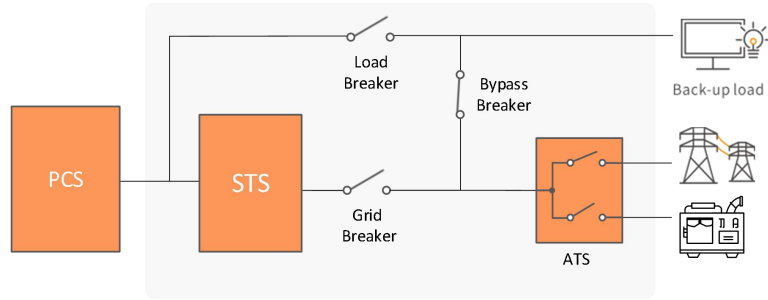 Load
Breaker
Bypass
Breaker
Back-up load
PCS
STS
Grid
Breaker
ATS